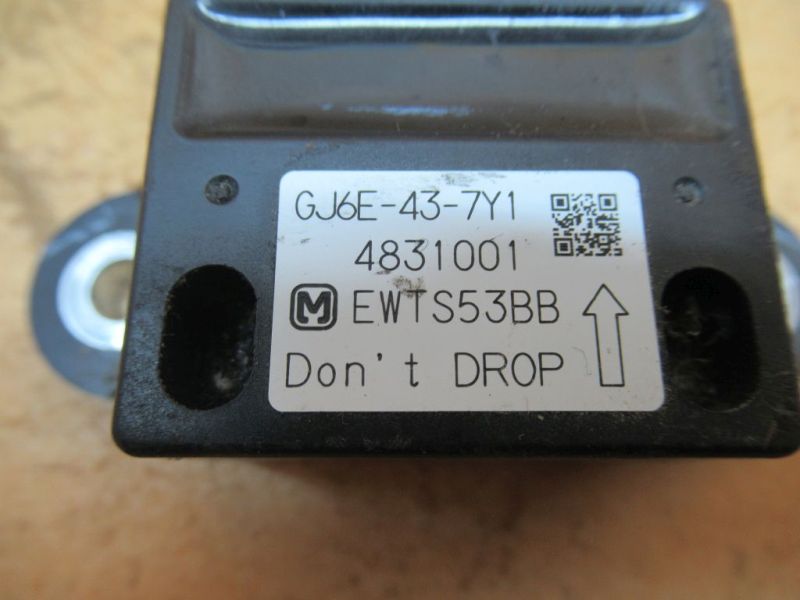 GJ6E-43-7Y1
4831001
M EWTS53BB
Don't DROP